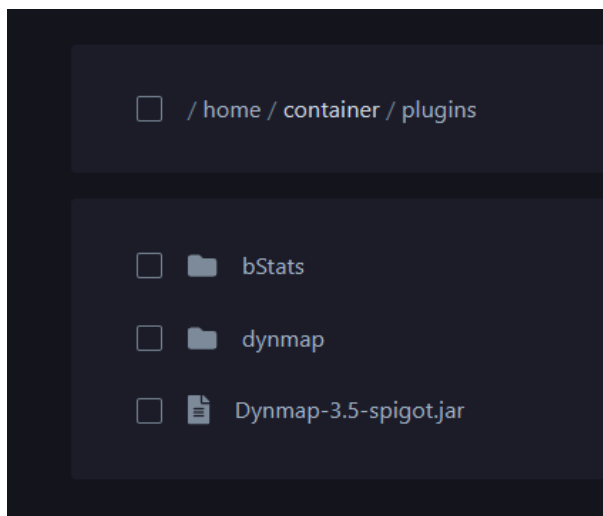 / home / container / plugins
bStats
dynmap
Dynmap-3.5-spigot.jar